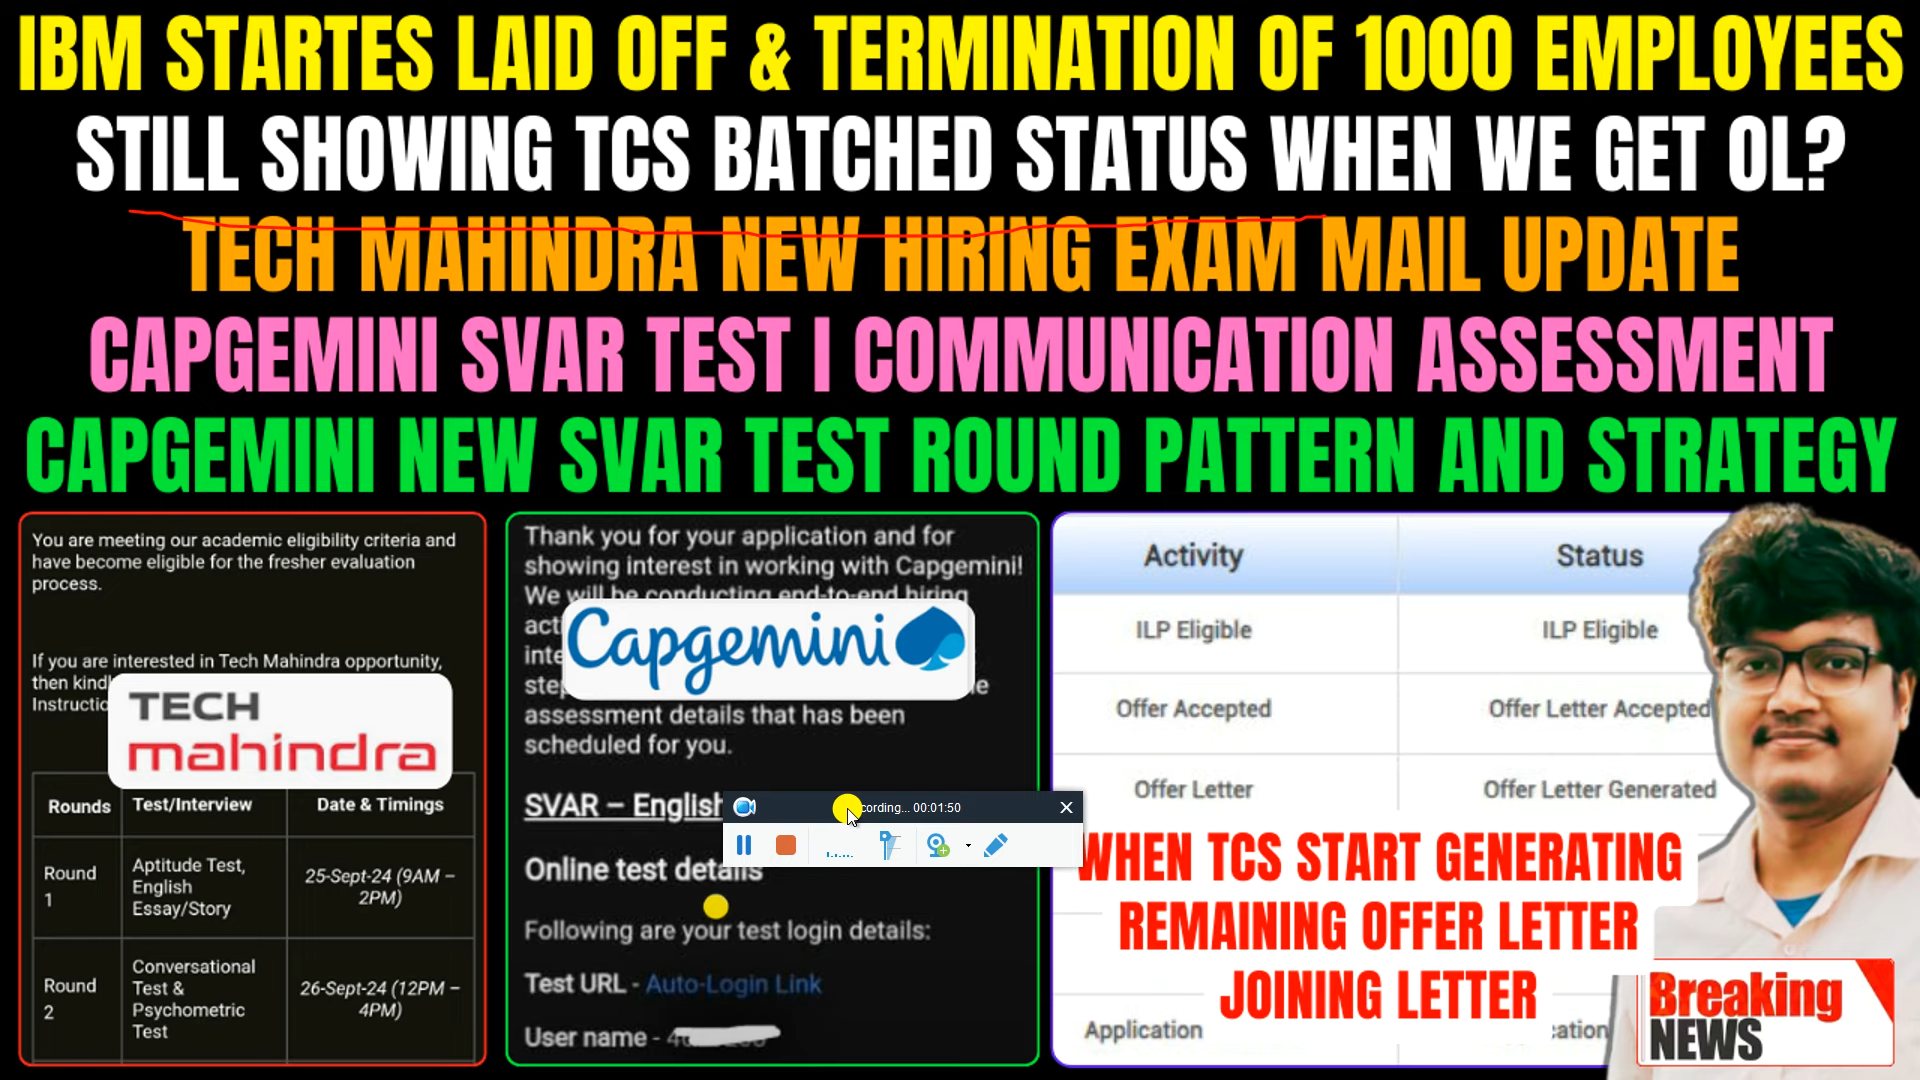 IBM STARTES LAID OFF & TERMINATION OF 1000 EMPLOYEES
STILL SHOWING TCS BATCHED STATUS WHEN WE GET OL?
TECH MAHINDRA NEW HIRING EXAM MAIL UPDATE
CAPGEMINI SVAR TEST I COMMUNICATION ASSESSMENT
CAPGEMINI NEW SVAR TEST ROUND PATTERN AND STRATEGY
You are meeting our academic eligibility criteria and
have become eligible for the fresher evaluation
process.
If you are interested in Tech Mahindra opportunity,
then
TECH
mahindra
Rounds Test/Interview Date & Timings
Round 1 Aptitude Test, English Essay/Story 25-Sept-24 (9AM – 2PM)
Round 2 Conversational Test & Psychometric Test 26-Sept-24 (12PM – 4PM)
Thank you for your application and for
showing interest in working with Capgemini!
We will be conducting end-to-end hiring
Capgemini
assessment details that has been
scheduled for you.
SVAR – English
Online test details
Following are your test login details:
Test URL - Auto-Login Link
User name -
00:01:50
Activity Status
ILP Eligible ILP Eligible
Offer Accepted Offer Letter Accepted
Offer Letter Offer Letter Generated
WHEN TCS START GENERATING
REMAINING OFFER LETTER
JOINING LETTER
Application
Breaking
NEWS